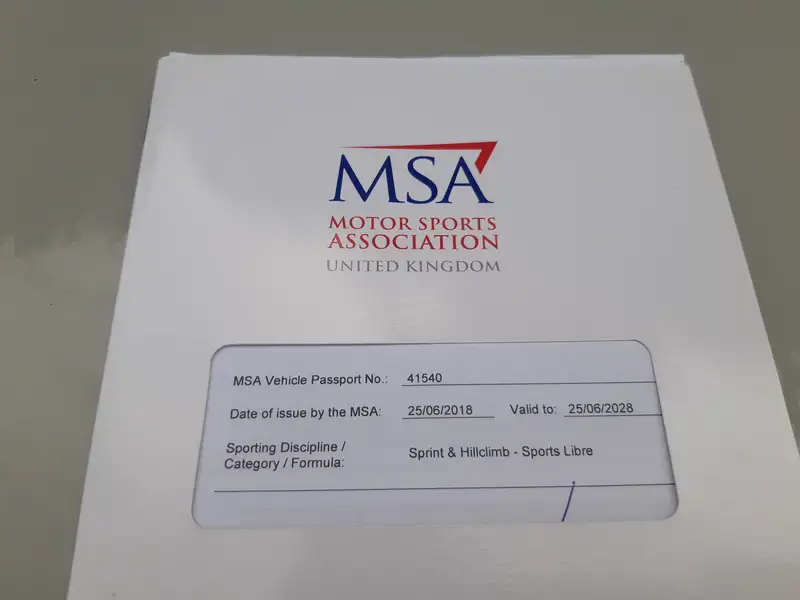 MSA
MOTOR SPORTS
ASSOCIATION
UNITED KINGDOM
MSA Vehicle Passport No.: 41540
Date of issue by the MSA: 25/06/2018 Valid to: 25/06/2028
Sporting Discipline /
Category / Formula: Sprint & Hillclimb - Sports Libre